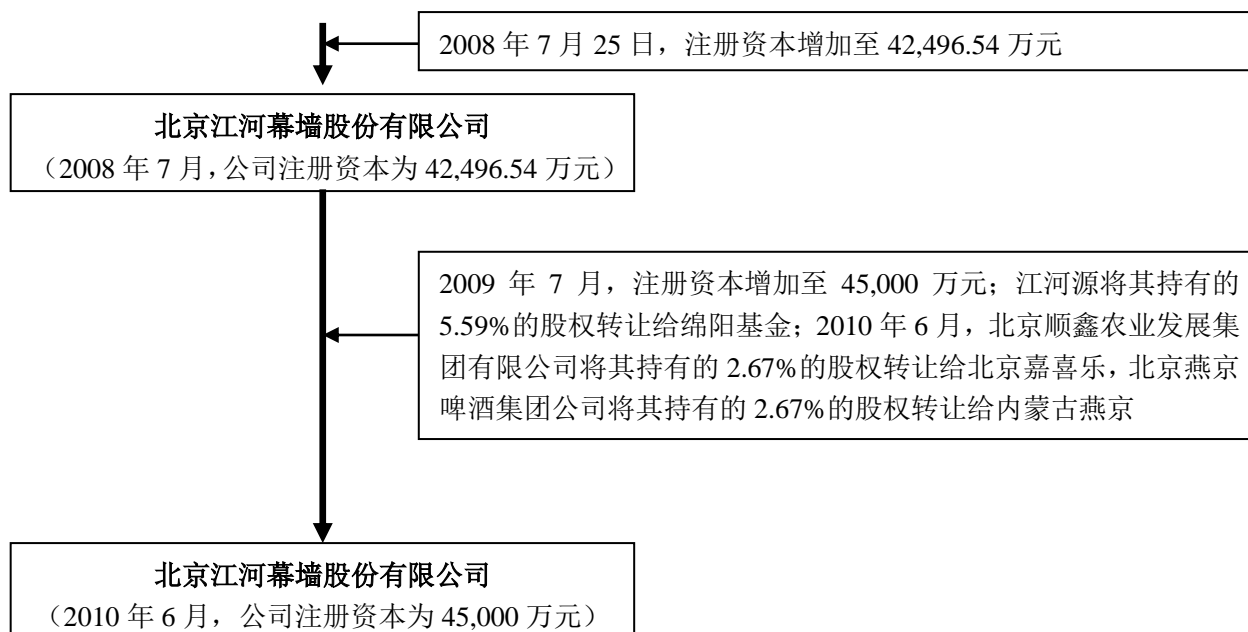 2008 年 7 月 25 日，注册资本增加至 42,496.54 万元
北京江河幕墙股份有限公司
（2008 年 7 月，公司注册资本为 42,496.54 万元）
2009 年 7 月，注册资本增加至 45,000 万元；江河源将其持有的
5.59%的股权转让给绵阳基金；2010 年 6 月，北京顺鑫农业发展集
团有限公司将其持有的 2.67%的股权转让给北京嘉喜乐，北京燕京
啤酒集团公司将其持有的 2.67%的股权转让给内蒙古燕京
北京江河幕墙股份有限公司
（2010 年 6 月，公司注册资本为 45,000 万元）